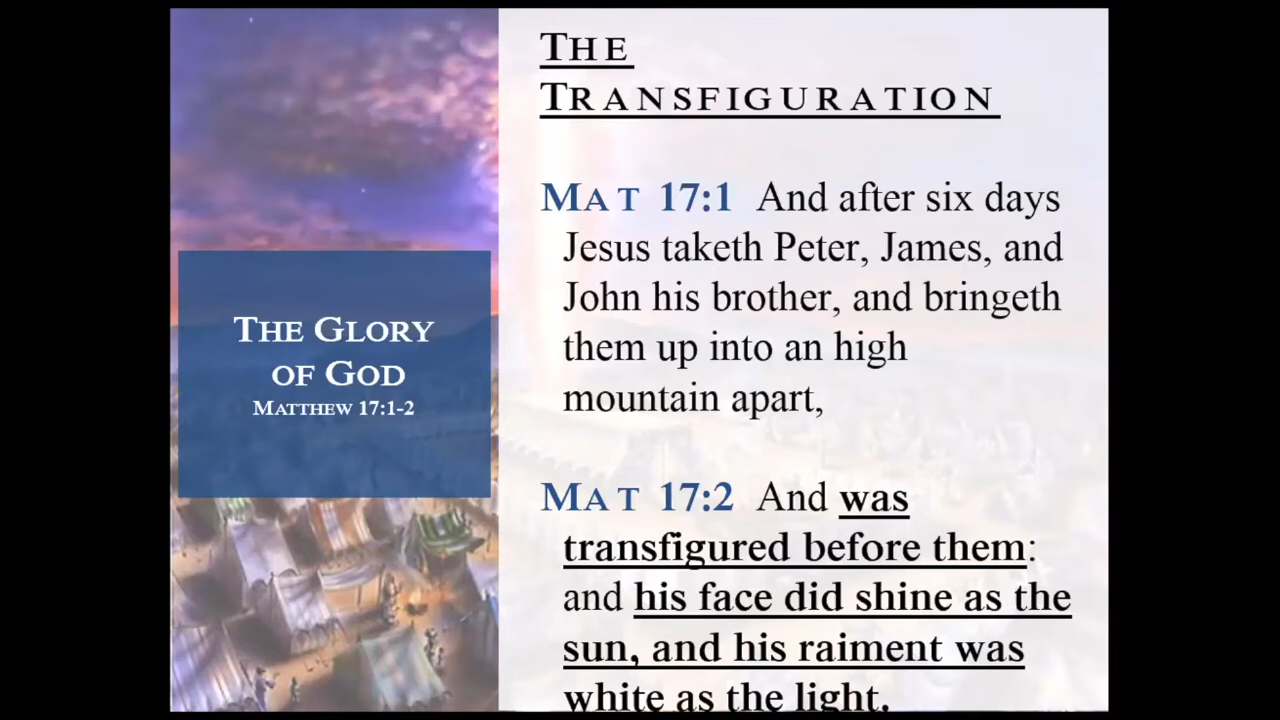 THE GLORY
OF GOD
MATTHEW 17:1-2
THE
TRANSFIGURATION
MAT 17:1 And after six days
Jesus taketh Peter, James, and
John his brother, and bringeth
them up into an high
mountain apart,
MAT 17:2 And was
transfigured before them:
and his face did shine as the
sun, and his raiment was
white as the light.